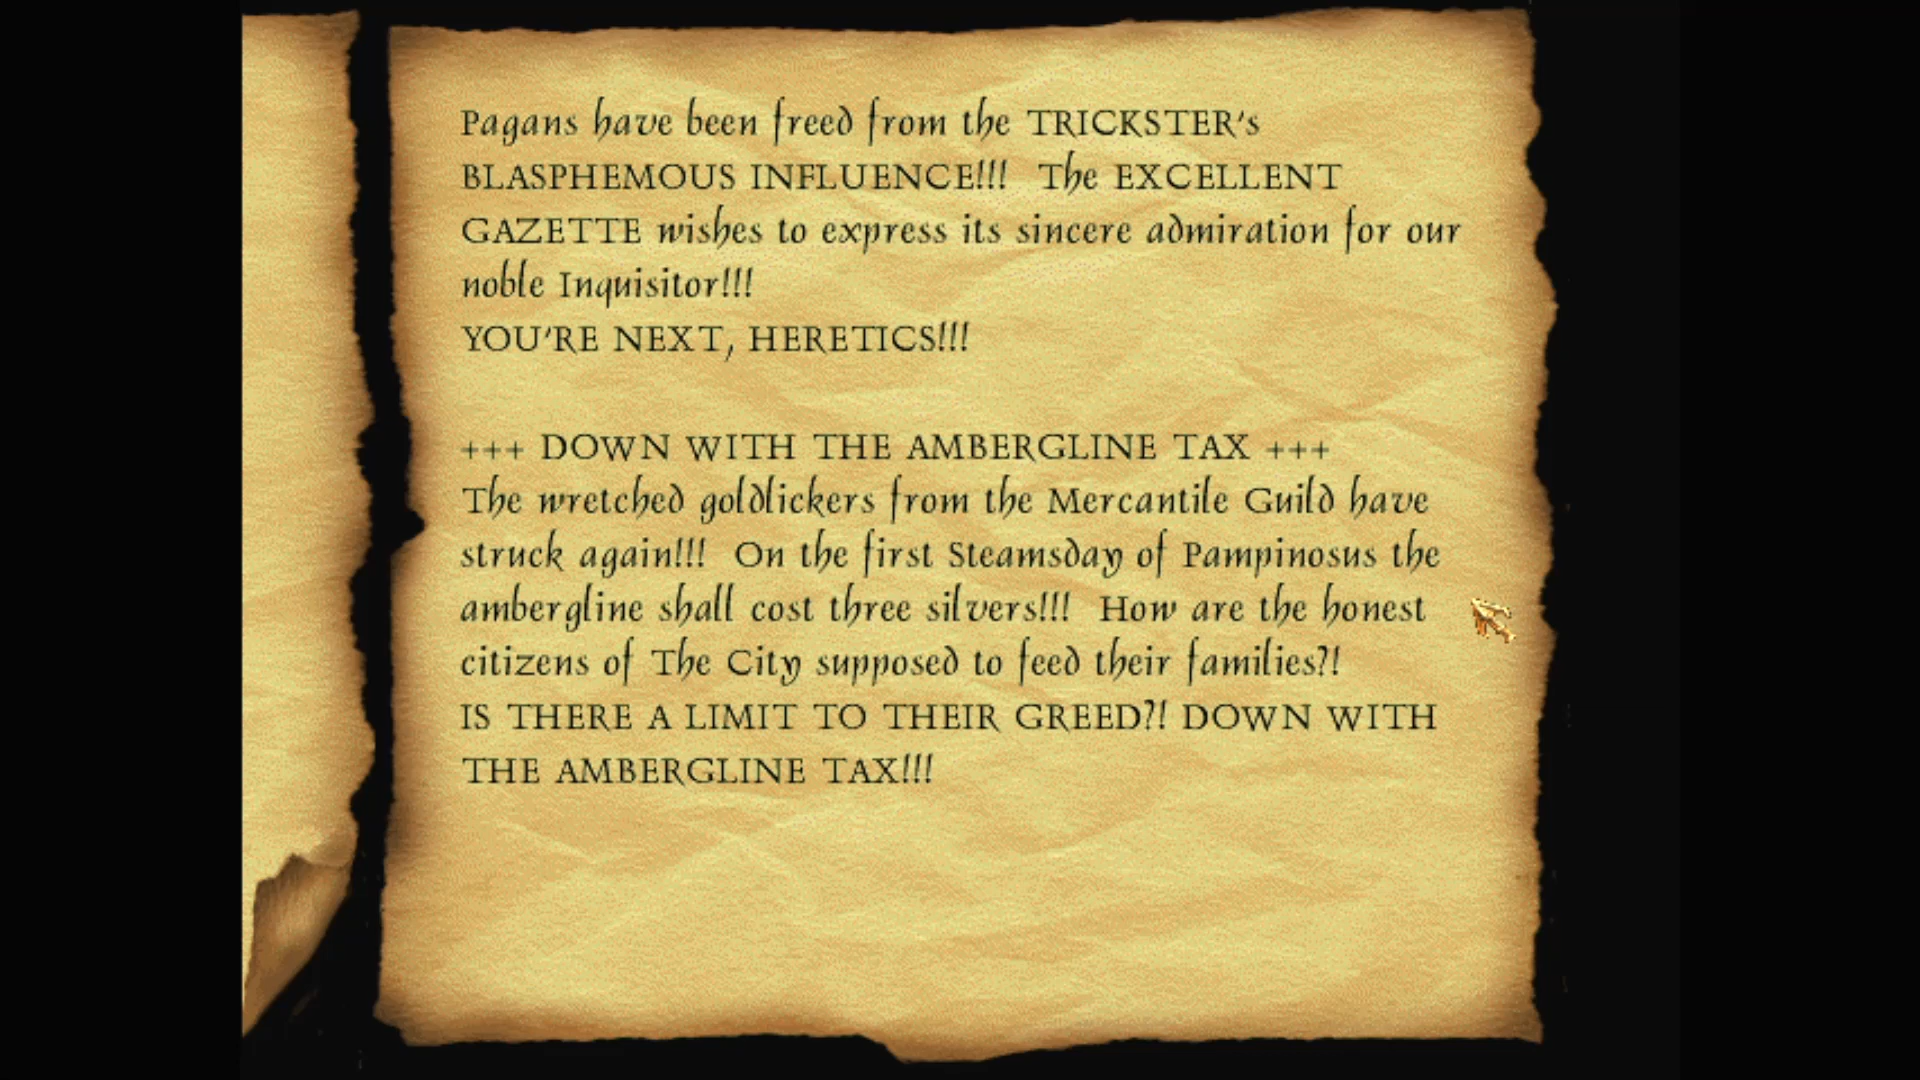 Pagans have been freed from the TRICKSTER's
BLASPHEMOUS INFLUENCE!!! The EXCELLENT
GAZETTE wishes to express its sincere admiration for our
noble Inquisitor!!!
YOU'RE NEXT, HERETICS!!!
+++ DOWN WITH THE AMBERGLINE TAX +++
The wretched goldlickers from the Mercantile Guild have
struck again!!! On the first Steamsday of Pampinosus the
ambergline shall cost three silvers!!! How are the honest
citizens of The City supposed to feed their families?!
IS THERE A LIMIT TO THEIR GREED?! DOWN WITH
THE AMBERGLINE TAX!!!